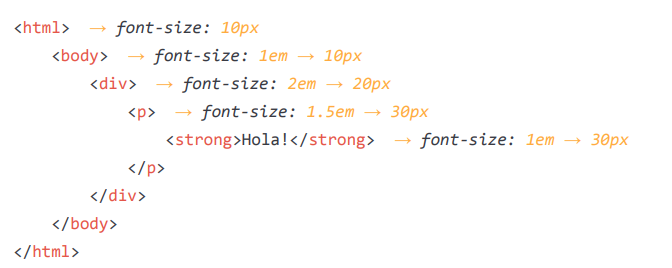 <html> → font-size: 10px
<body> → font-size: 1em → 10px
<div> → font-size: 2em → 20px
<p> → font-size: 1.5em → 30px
<strong>Hola!</strong> → font-size: 1em → 30px
</p>
</div>
</body>
</html>